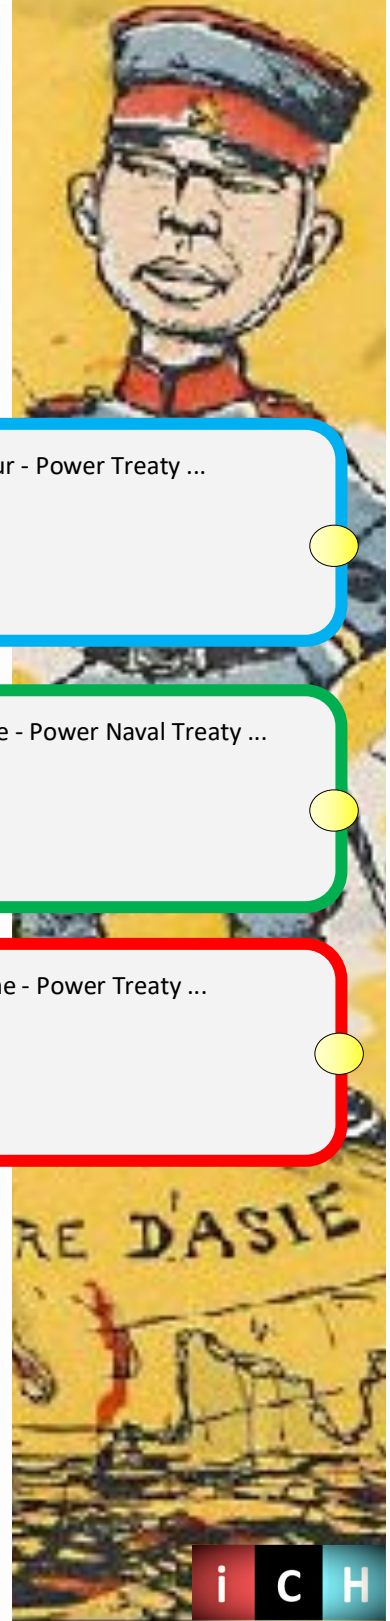 ur - Power Treaty ...
e - Power Naval Treaty ...
ne - Power Treaty ...
RE D'ASIE
i C H